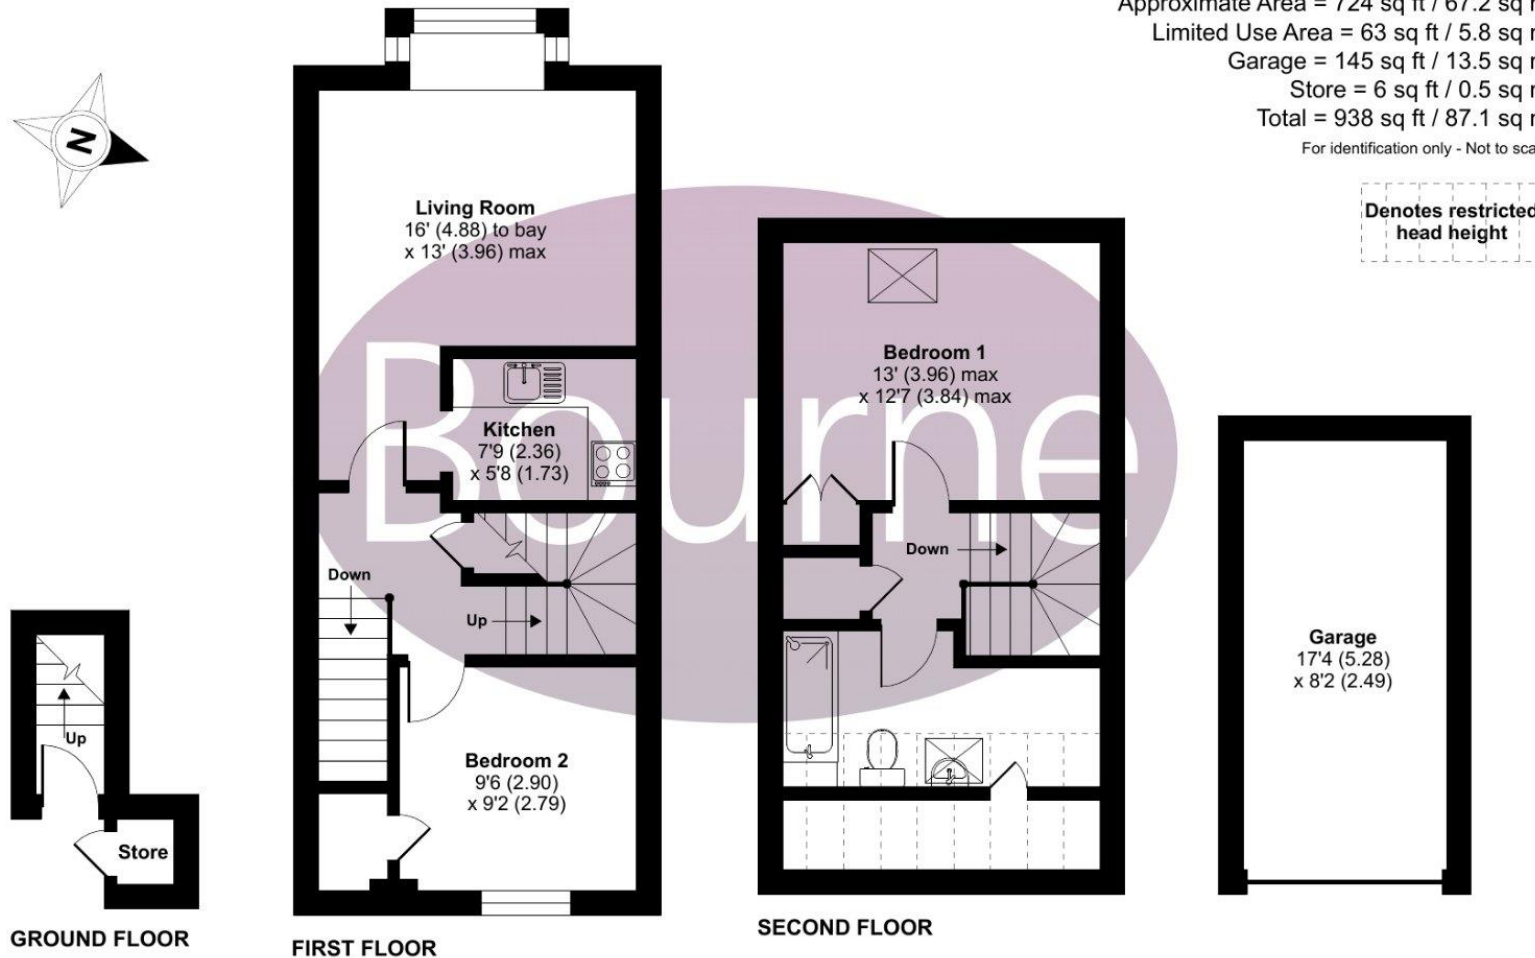 Approximate Area = 724 sq ft / 67.2 sq m
Limited Use Area = 63 sq ft / 5.8 sq m
Garage = 145 sq ft / 13.5 sq m
Store = 6 sq ft / 0.5 sq m
Total = 938 sq ft / 87.1 sq m
For identification only - Not to sca
Denotes restricted
head height
N
Living Room
16' (4.88) to bay
x 13' (3.96) max
Kitchen
7'9 (2.36)
x 5'8 (1.73)
Down
Up
Bedroom 2
9'6 (2.90)
x 9'2 (2.79)
FIRST FLOOR
Bedroom 1
13' (3.96) max
x 12'7 (3.84) max
Down
SECOND FLOOR
Garage
17'4 (5.28)
x 8'2 (2.49)
Up
Store
GROUND FLOOR
Bourne